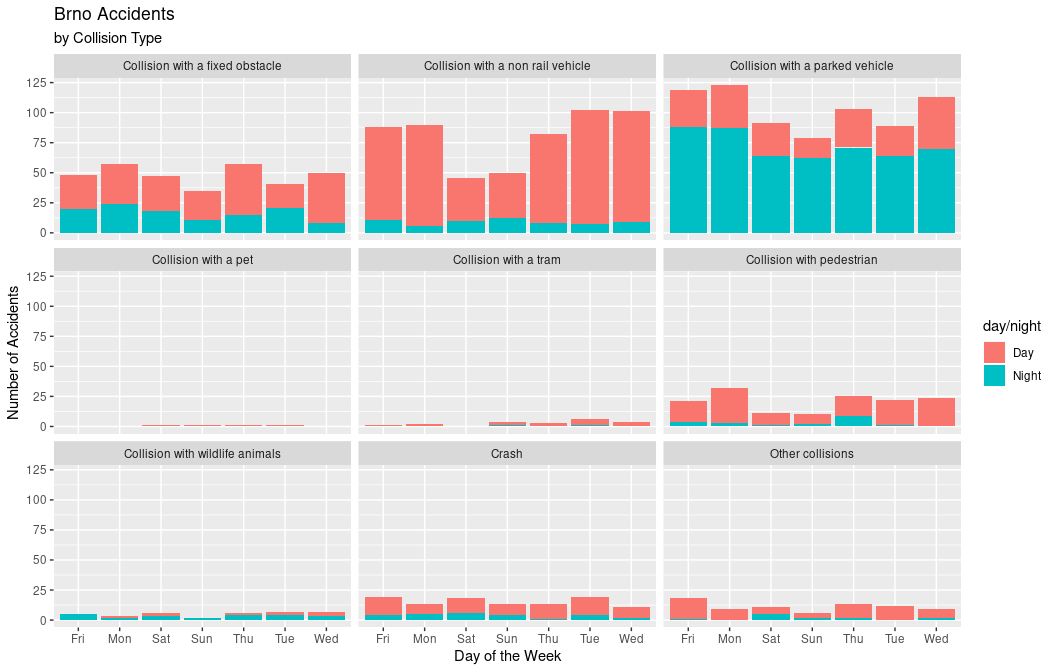 Brno Accidents
by Collision Type
Collision with a fixed obstacle
Collision with a non rail vehicle
Collision with a parked vehicle
125
100
75
50
25
0
Collision with a pet
Collision with a tram
Collision with pedestrian
125
100
75
50
25
0
Number of Accidents
day/night
Day
Night
Collision with wildlife animals
Crash
Other collisions
125
100
75
50
25
0
Fri Mon Sat Sun Thu Tue Wed
Fri Mon Sat Sun Thu Tue Wed
Fri Mon Sat Sun Thu Tue Wed
Day of the Week